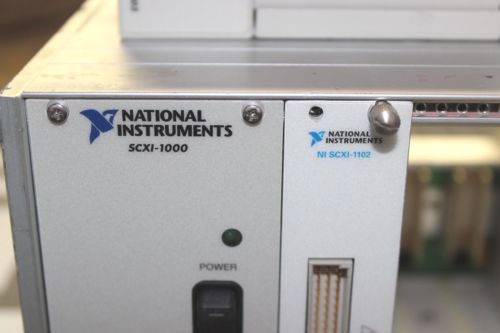 NATIONAL
INSTRUMENTS
SCXI-1000
NATIONAL
INSTRUMENTS
NI SCXI-1102
POWER